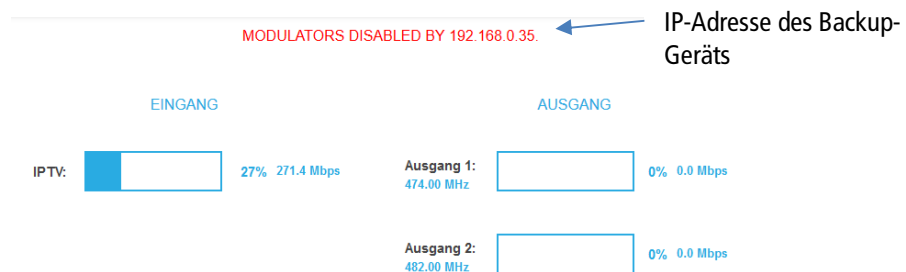 MODULATORS DISABLED BY 192.168.0.35.
IP-Adresse des Backup-
Geräts
EINGANG
AUSGANG
IPTV:
27% 271.4 Mbps
Ausgang 1:
474.00 MHz
0% 0.0 Mbps
Ausgang 2:
482.00 MHz
0% 0.0 Mbps